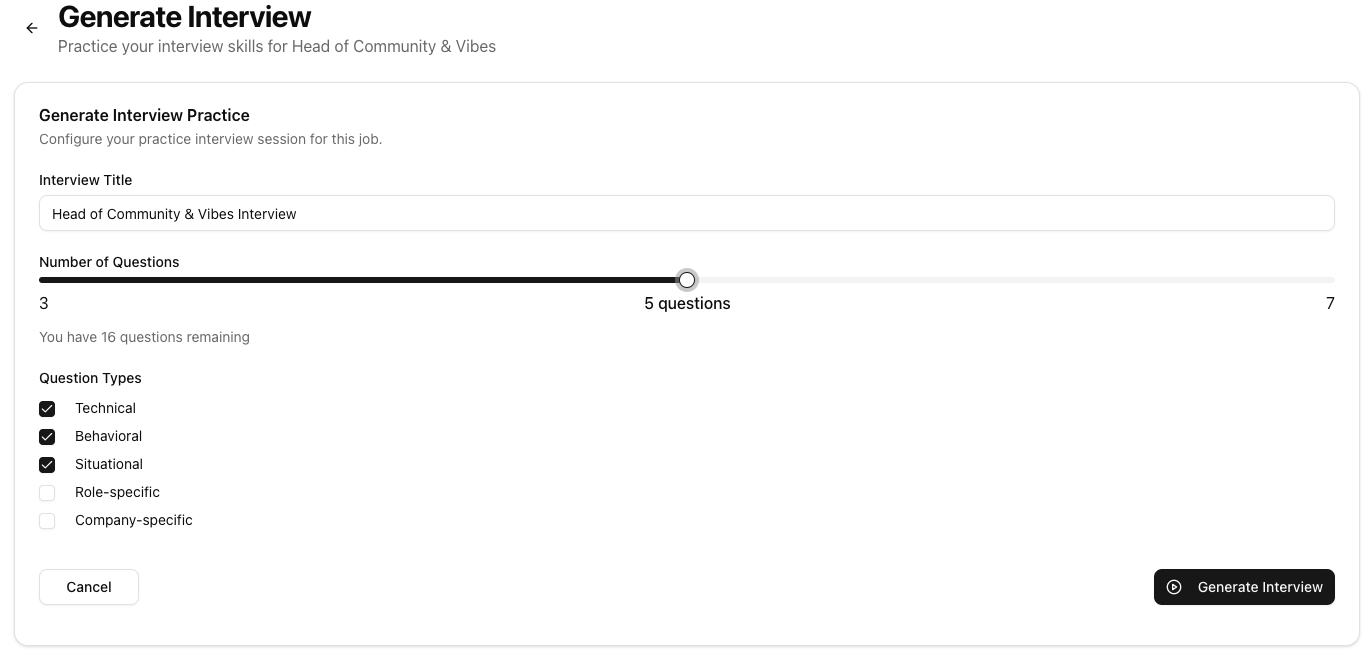 Generate Interview
Practice your interview skills for Head of Community & Vibes
Generate Interview Practice
Configure your practice interview session for this job.
Interview Title
Head of Community & Vibes Interview
Number of Questions
3 5 questions 7
You have 16 questions remaining
Question Types
Technical
Behavioral
Situational
Role-specific
Company-specific
Cancel Generate Interview